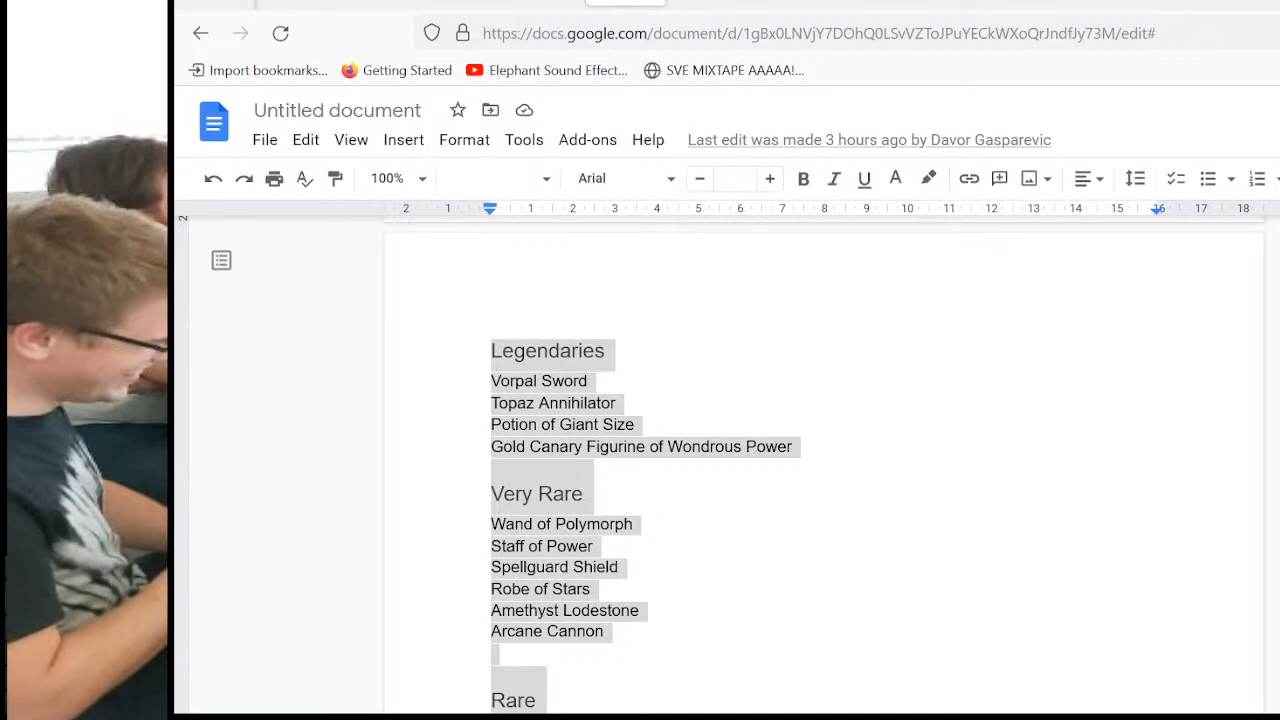 https://docs.google.com/document/d/1gBx0LNVjY7DOhQ0LSvVZToJPuYECkWXoQrJndfJy73M/edit#
Import bookmarks... Getting Started Elephant Sound Effect... SVE MIXTAPE AAAAA!...
Untitled document
File Edit View Insert Format Tools Add-ons Help Last edit was made 3 hours ago by Davor Gasparevic
100% Arial B I U A
2 1 1 2 3 4 5 6 7 8 9 10 11 12 13 14 15 16 17 18
2
Legendaries
Vorpal Sword
Topaz Annihilator
Potion of Giant Size
Gold Canary Figurine of Wondrous Power
Very Rare
Wand of Polymorph
Staff of Power
Spellguard Shield
Robe of Stars
Amethyst Lodestone
Arcane Cannon
Rare